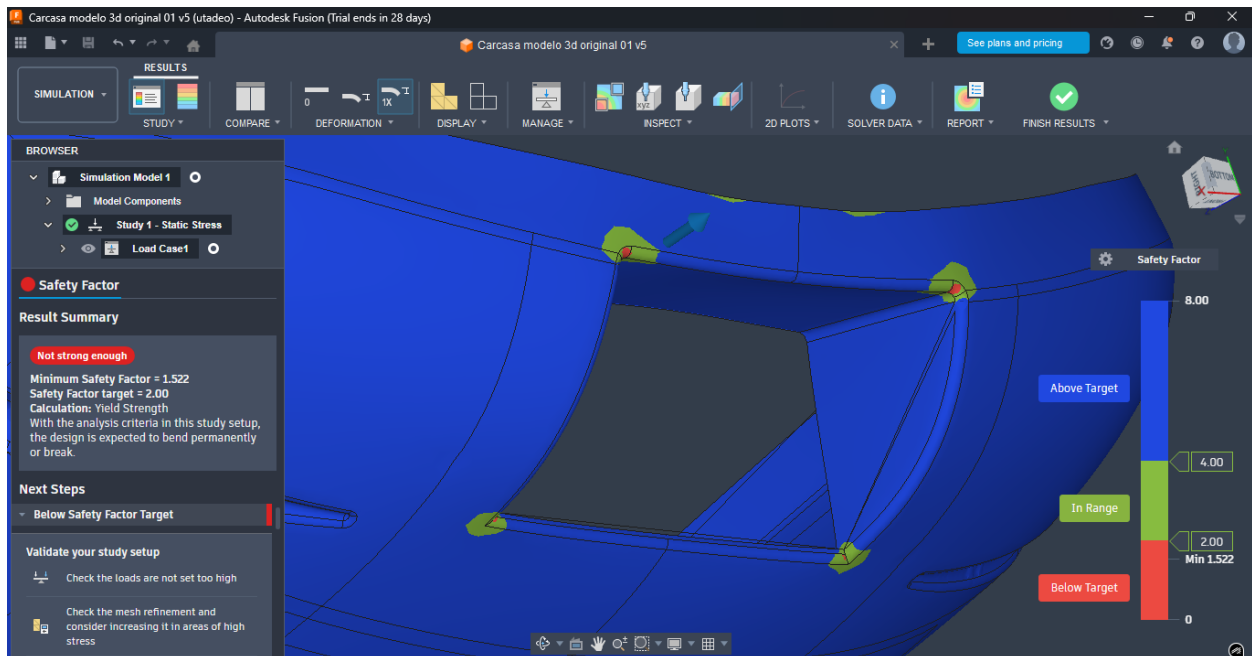 Carcasa modelo 3d original 01 v5 (utadeo) - Autodesk Fusion (Trial ends in 28 days)
Carcasa modelo 3d original 01 v5
See plans and pricing
RESULTS
SIMULATION
STUDY
COMPARE
0
1X
DEFORMATION
DISPLAY
MANAGE
xyz
INSPECT
2D PLOTS
SOLVER DATA
REPORT
FINISH RESULTS
BROWSER
Simulation Model 1
Model Components
Study 1 - Static Stress
Load Case1
Safety Factor
Result Summary
Not strong enough
Minimum Safety Factor = 1.522
Safety Factor target = 2.00
Calculation: Yield Strength
With the analysis criteria in this study setup,
the design is expected to bend permanently
or break.
Next Steps
Below Safety Factor Target
Validate your study setup
Check the loads are not set too high
Check the mesh refinement and
consider increasing it in areas of high
stress
BOTTOM
Safety Factor
8.00
Above Target
4.00
In Range
2.00
Min 1.522
Below Target
0